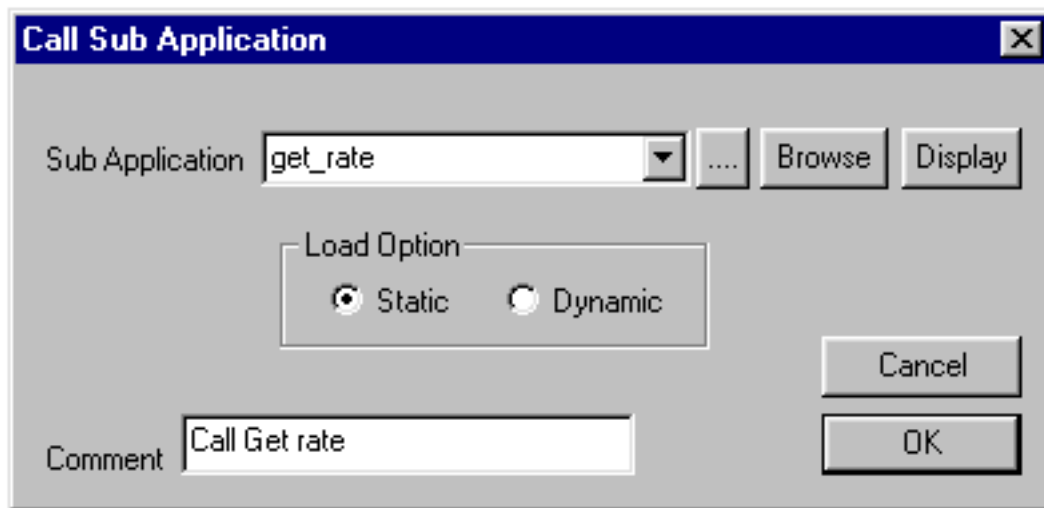 Call Sub Application
Sub Application get_rate .... Browse Display
Load Option
Static Dynamic
Cancel
Comment Call Get rate
OK